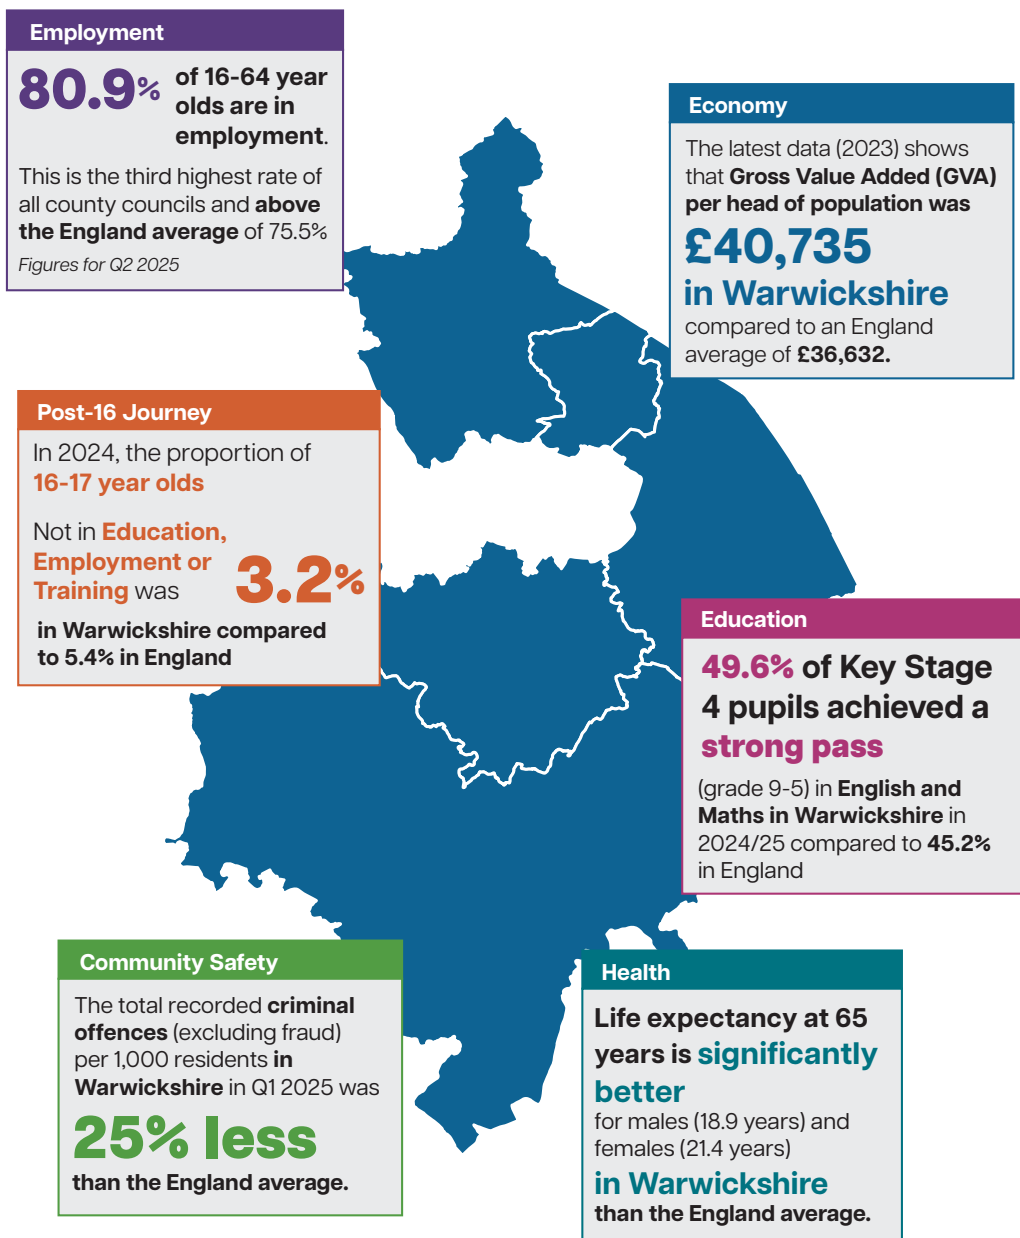 Employment
80.9% of 16-64 year
olds are in
employment.
This is the third highest rate of
all county councils and above
the England average of 75.5%
Figures for Q2 2025
Economy
The latest data (2023) shows
that Gross Value Added (GVA)
per head of population was
£40,735
in Warwickshire
compared to an England
average of £36,632.
Post-16 Journey
In 2024, the proportion of
16-17 year olds
Not in Education,
Employment or
Training was 3.2%
in Warwickshire compared
to 5.4% in England
Education
49.6% of Key Stage
4 pupils achieved a
strong pass
(grade 9-5) in English and
Maths in Warwickshire in
2024/25 compared to 45.2%
in England
Community Safety
The total recorded criminal
offences (excluding fraud)
per 1,000 residents in
Warwickshire in Q1 2025 was
25% less
than the England average.
Health
Life expectancy at 65
years is significantly
better
for males (18.9 years) and
females (21.4 years)
in Warwickshire
than the England average.